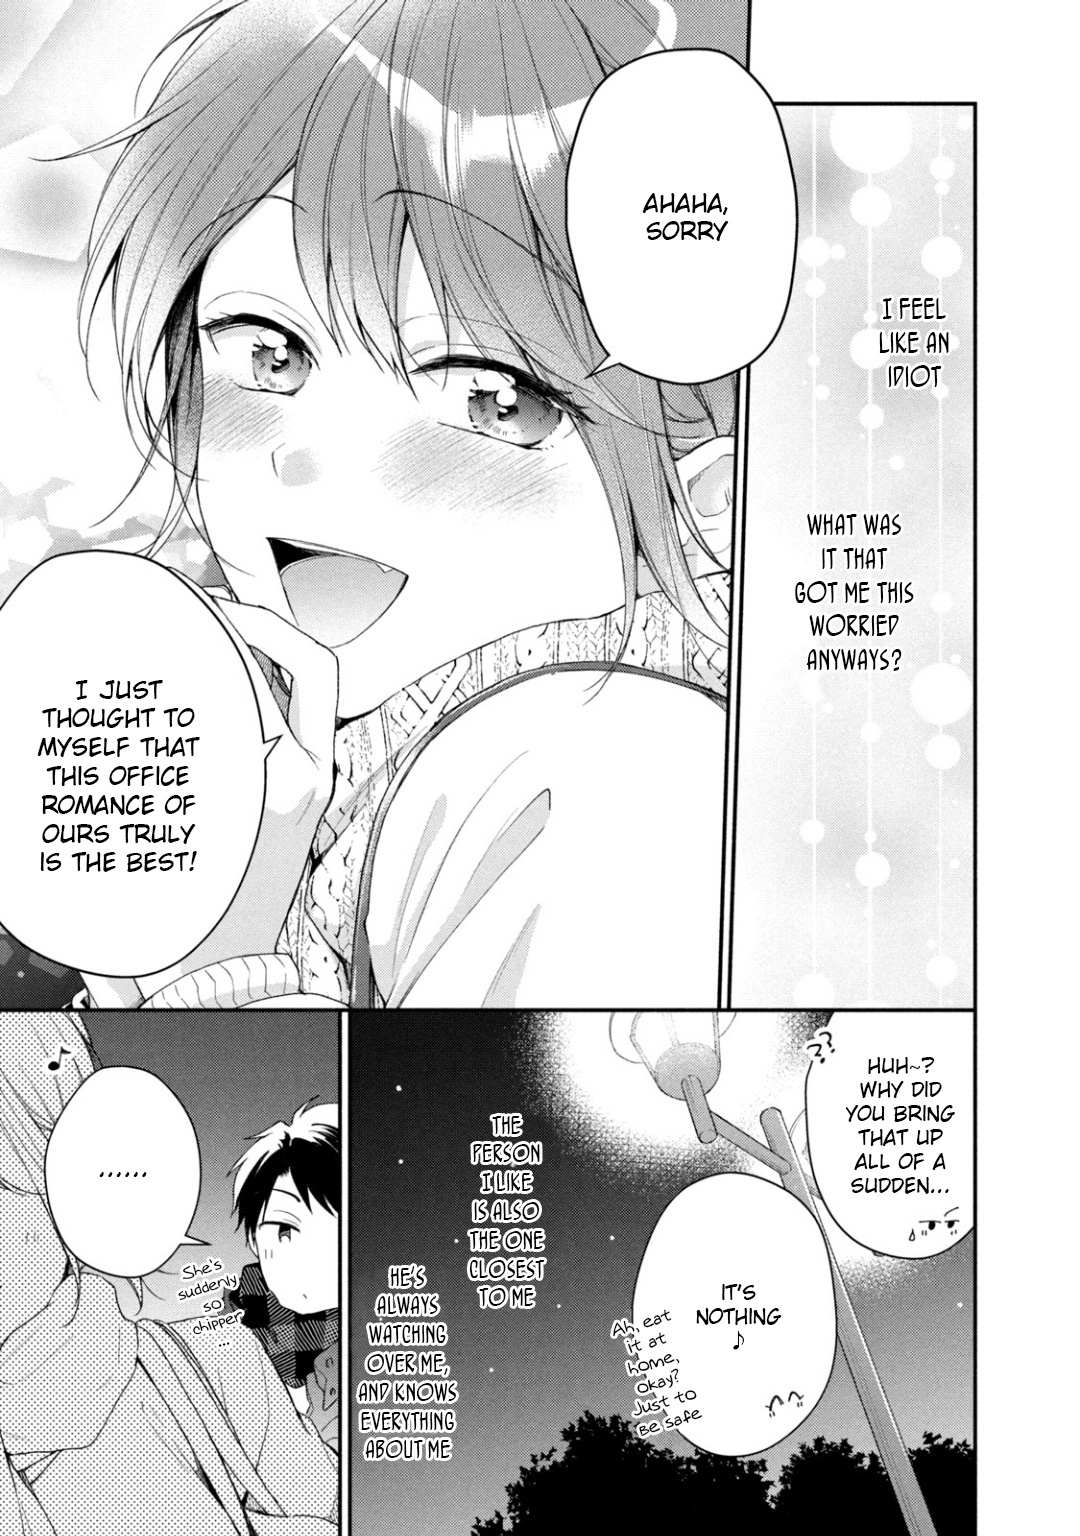 I FEEL
LIKE AN
IDIOT
WHAT WAS
IT THAT
GOT ME THIS
WORRIED
ANYWAYS?
AHAHA,
SORRY
I JUST
THOUGHT TO
MYSELF THAT
THIS OFFICE
ROMANCE OF
OURS TRULY
IS THE BEST!
??
HUH~?
WHY DID
YOU BRING
THAT UP
ALL OF A
SUDDEN...
IT'S
NOTHING
♪
Ah, eat
it at
home,
okay?
Just to
be safe
THE
PERSON
I LIKE
IS ALSO
THE ONE
CLOSEST
TO ME
HE'S
ALWAYS
WATCHING
OVER ME,
AND KNOWS
EVERYTHING
ABOUT ME
♪
......
She's
suddenly
so
chipper
....